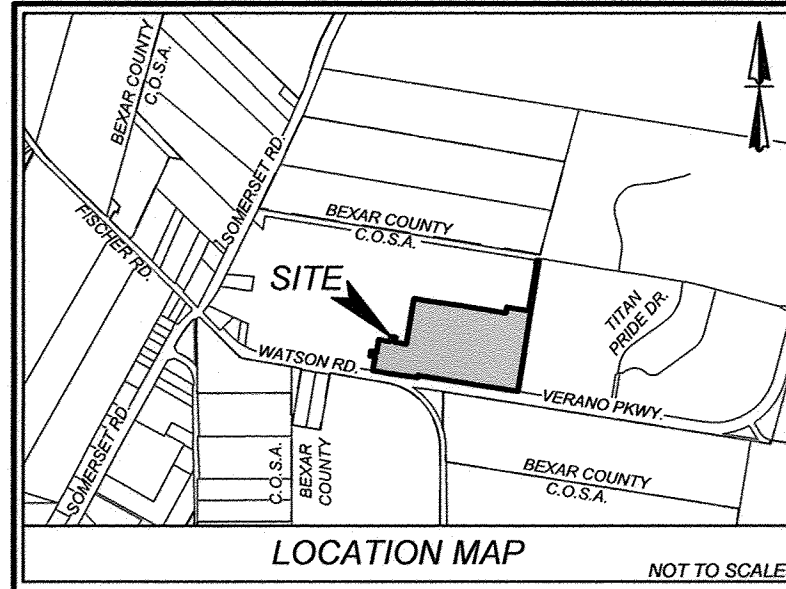 BEXAR COUNTY
C.O.S.A.
SOMERSET RD.
FISCHER RD.
BEXAR COUNTY
C.O.S.A.
SITE
TITAN
PRIDE DR.
WATSON RD.
VERANO PKWY.
SOMERSET RD.
C.O.S.A.
BEXAR
COUNTY
BEXAR COUNTY
C.O.S.A.
LOCATION MAP
NOT TO SCALE